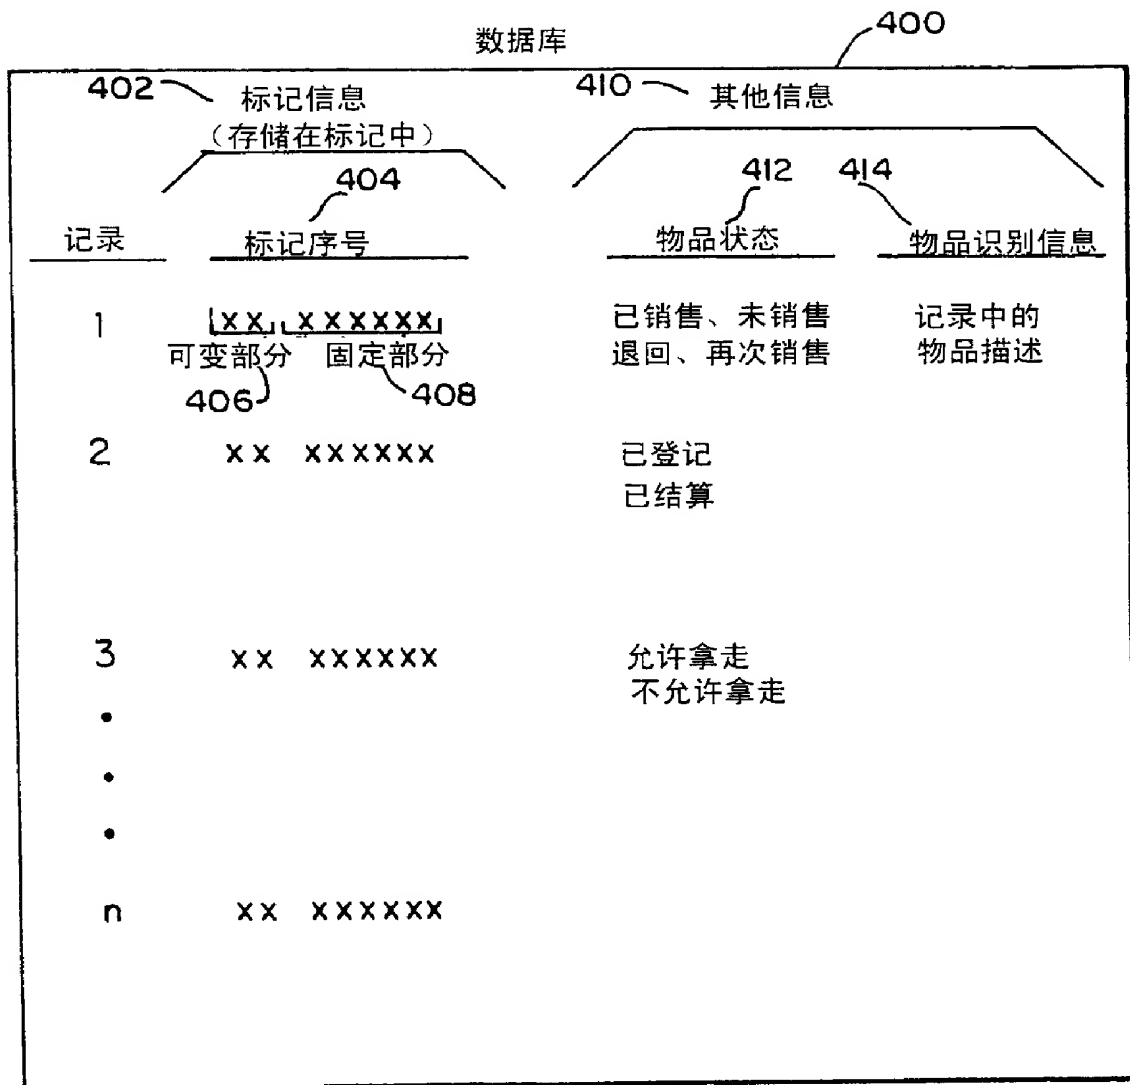 数据库
400
402
标记信息
（存储在标记中）
410
其他信息
404
412
414
记录
标记序号
物品状态
物品识别信息
1
xx xxxxxx
已销售、未销售
记录中的
可变部分
固定部分
退回、再次销售
物品描述
406
408
2
xx xxxxxx
已登记
已结算
3
xx xxxxxx
允许拿走
不允许拿走
n
xx xxxxxx